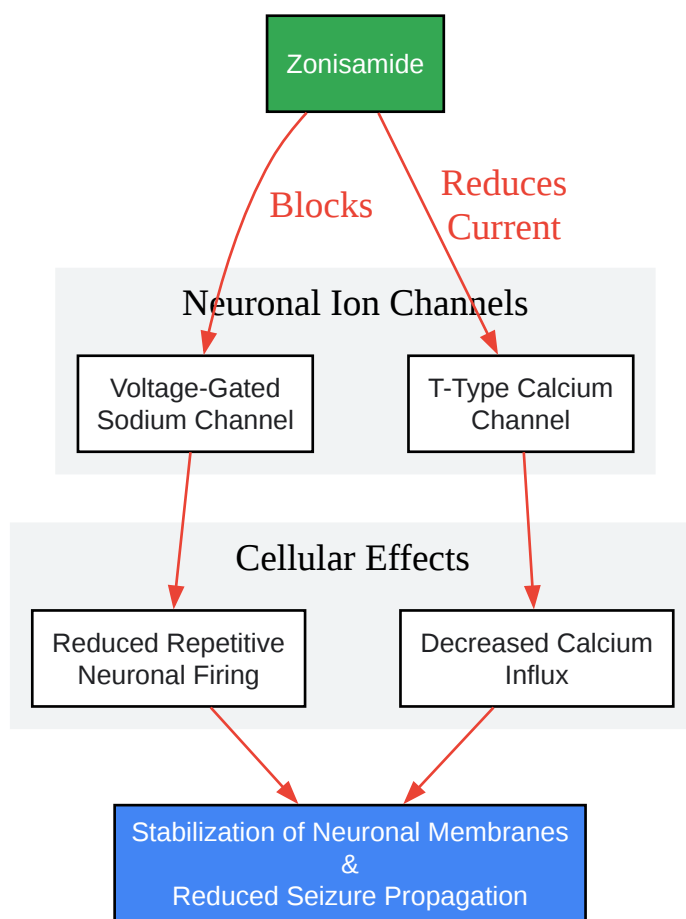 Zonisamide
Blocks
Reduces
Current
Neuronal Ion Channels
Voltage-Gated
Sodium Channel
T-Type Calcium
Channel
Cellular Effects
Reduced Repetitive
Neuronal Firing
Decreased Calcium
Influx
Stabilization of Neuronal Membranes
&
Reduced Seizure Propagation